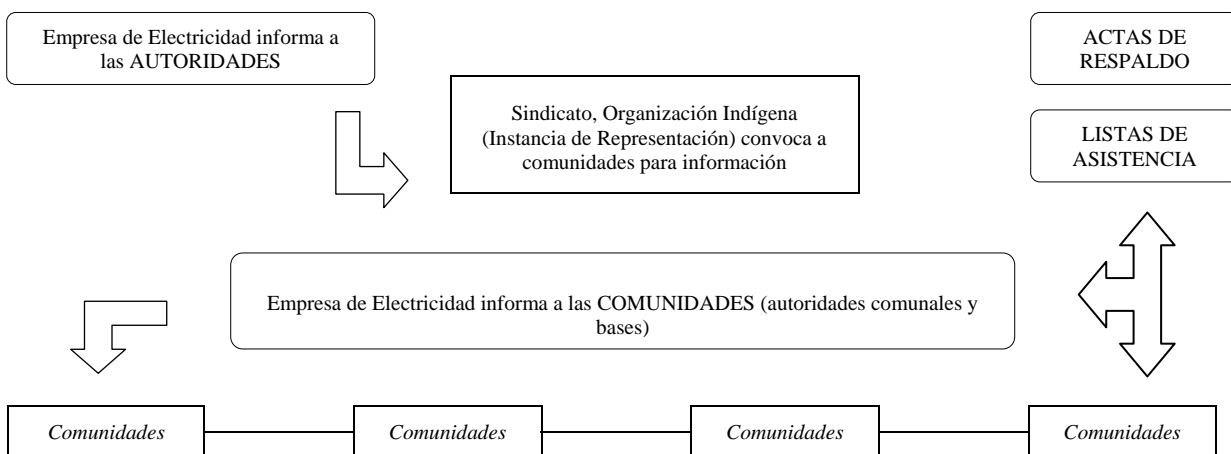 Empresa de Electricidad informa a
las AUTORIDADES
ACTAS DE
RESPALDO
Sindicato, Organización Indígena
(Instancia de Representación) convoca a
comunidades para información
LISTAS DE
ASISTENCIA
Empresa de Electricidad informa a las COMUNIDADES (autoridades comunales y
bases)
Comunidades
Comunidades
Comunidades
Comunidades